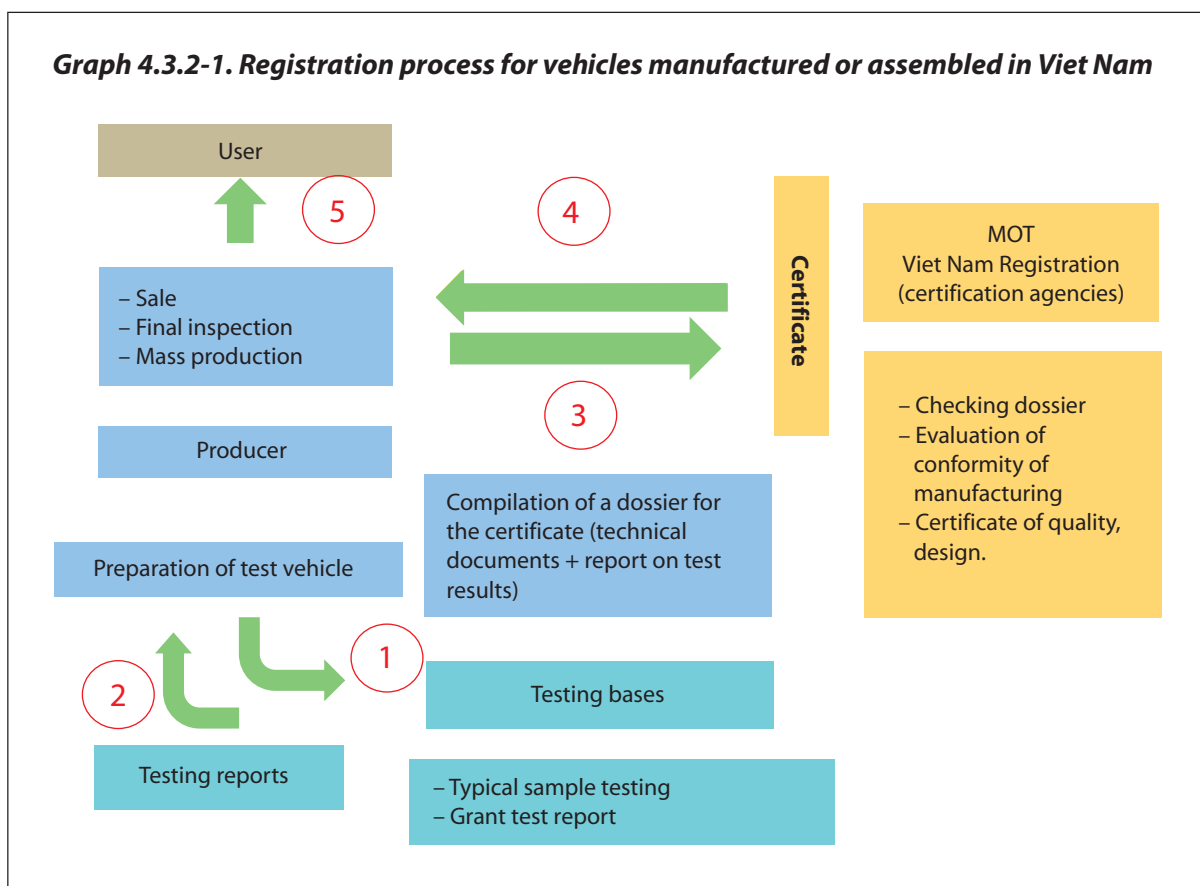 Graph 4.3.2-1. Registration process for vehicles manufactured or assembled in Viet Nam
User
5
4
– Sale
– Final inspection
– Mass production
Certificate
MOT
Viet Nam Registration
(certification agencies)
3
Producer
– Checking dossier
– Evaluation of
conformity of
manufacturing
– Certificate of quality,
design.
Compilation of a dossier for
the certificate (technical
documents + report on test
results)
Preparation of test vehicle
1
2
Testing bases
Testing reports
– Typical sample testing
– Grant test report